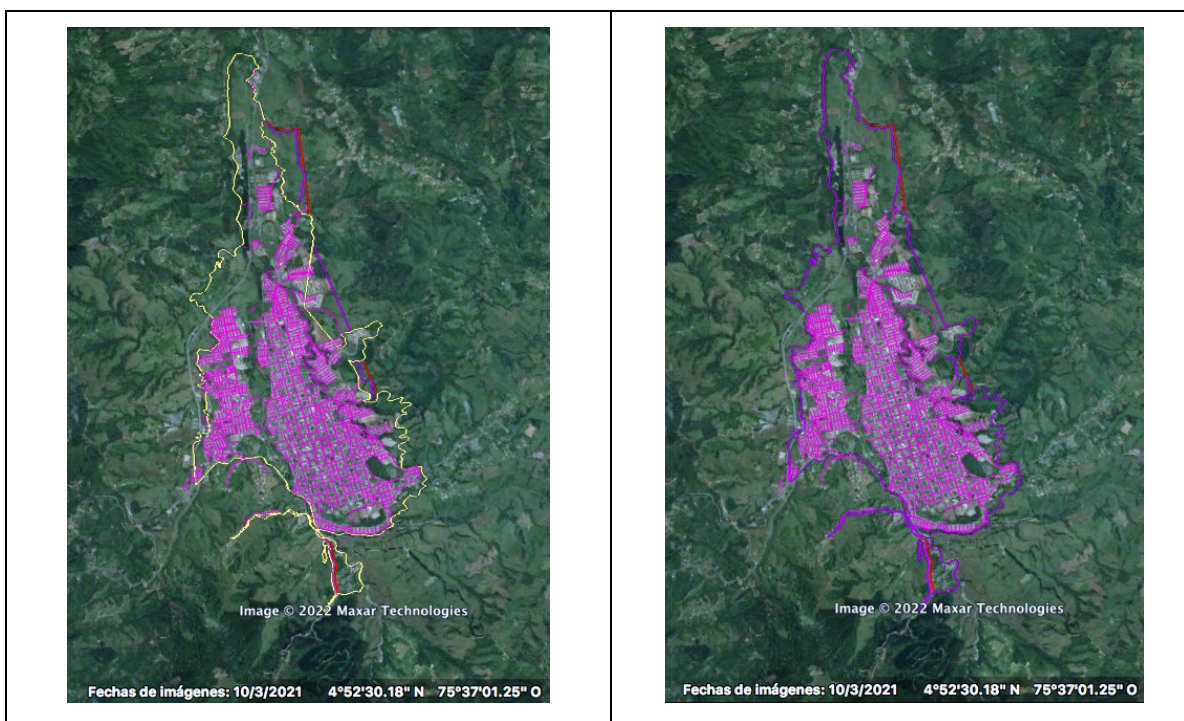 Image © 2022 Maxar Technologies
Fechas de imágenes: 10/3/2021 4°52'30.18" N 75°37'01.25" O
Image © 2022 Maxar Technologies
Fechas de imágenes: 10/3/2021 4°52'30.18" N 75°37'01.25" O